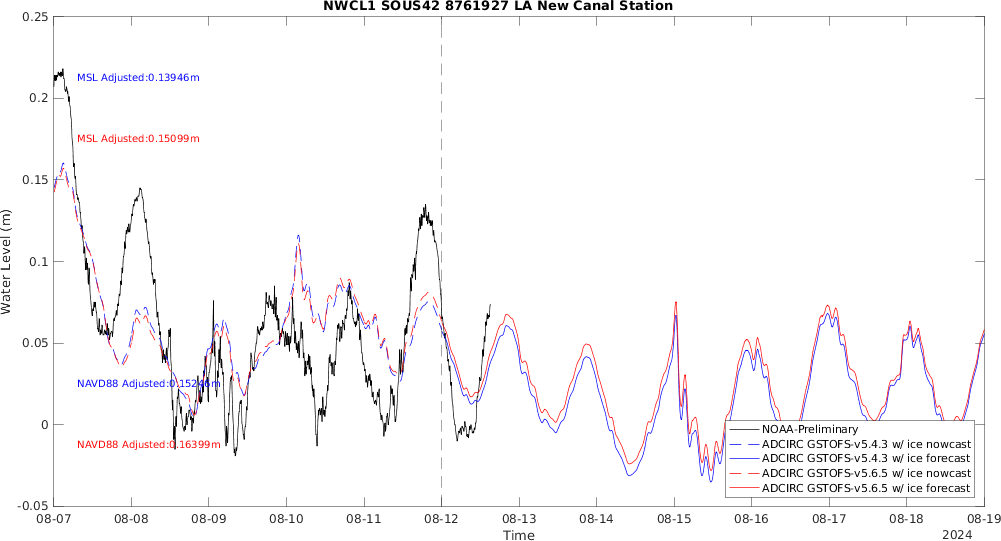 NWCL1 SOUS42 8761927 LA New Canal Station
0.25
0.2
0.15
0.1
0.05
0
-0.05
Water Level (m)
MSL Adjusted:0.13946m
MSL Adjusted:0.15099m
NAVD88 Adjusted:0.15246m
NAVD88 Adjusted:0.16399m
NOAA-Preliminary
ADCIRC GSTOFS-v5.4.3 w/ ice nowcast
ADCIRC GSTOFS-v5.4.3 w/ ice forecast
ADCIRC GSTOFS-v5.6.5 w/ ice nowcast
ADCIRC GSTOFS-v5.6.5 w/ ice forecast
08-07 08-08 08-09 08-10 08-11 08-12 08-13 08-14 08-15 08-16 08-17 08-18 08-19
Time
2024